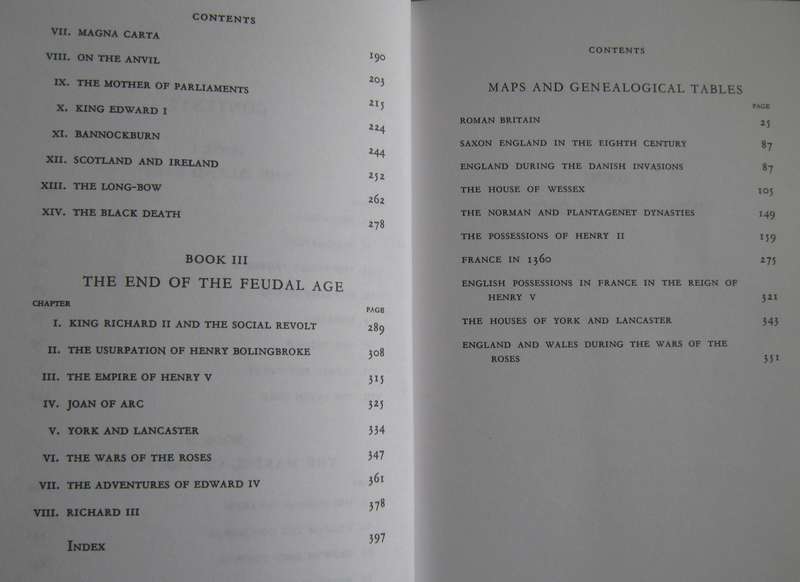 CONTENTS
VII. MAGNA CARTA 190
VIII. ON THE ANVIL 203
IX. THE MOTHER OF PARLIAMENTS 215
X. KING EDWARD I 224
XI. BANNOCKBURN 244
XII. SCOTLAND AND IRELAND 252
XIII. THE LONG-BOW 262
XIV. THE BLACK DEATH 278
BOOK III
THE END OF THE FEUDAL AGE
CHAPTER PAGE
I. KING RICHARD II AND THE SOCIAL REVOLT 289
II. THE USURPATION OF HENRY BOLINGBROKE 308
III. THE EMPIRE OF HENRY V 315
IV. JOAN OF ARC 325
V. YORK AND LANCASTER 334
VI. THE WARS OF THE ROSES 347
VII. THE ADVENTURES OF EDWARD IV 361
VIII. RICHARD III 378
INDEX 397
CONTENTS
MAPS AND GENEALOGICAL TABLES
PAGE
ROMAN BRITAIN 25
SAXON ENGLAND IN THE EIGHTH CENTURY 87
ENGLAND DURING THE DANISH INVASIONS 87
THE HOUSE OF WESSEX 105
THE NORMAN AND PLANTAGENET DYNASTIES 149
THE POSSESSIONS OF HENRY II 159
FRANCE IN 1360 275
ENGLISH POSSESSIONS IN FRANCE IN THE REIGN OF
HENRY V 321
THE HOUSES OF YORK AND LANCASTER 343
ENGLAND AND WALES DURING THE WARS OF THE
ROSES 351